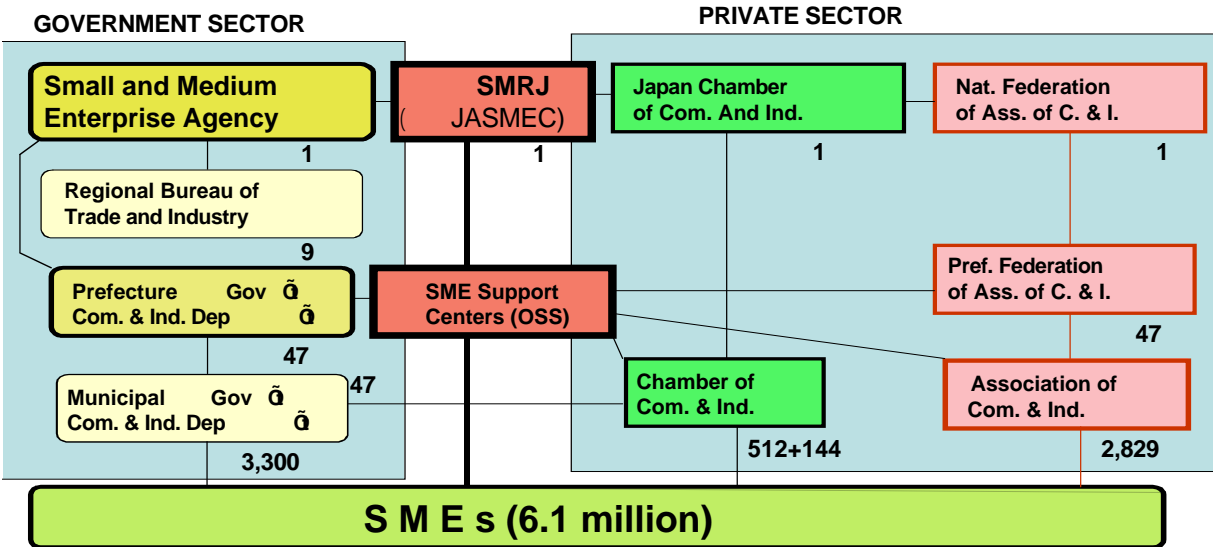 GOVERNMENT SECTOR
PRIVATE SECTOR
Small and Medium
Enterprise Agency
1
SMRJ
( JASMEC)
1
Japan Chamber
of Com. And Ind.
1
Nat. Federation
of Ass. of C. & I.
1
Regional Bureau of
Trade and Industry
9
Prefecture Gov
Com. & Ind. Dep
47
SME Support
Centers (OSS)
47
Pref. Federation
of Ass. of C. & I.
47
Municipal Gov
Com. & Ind. Dep
3,300
Chamber of
Com. & Ind.
512+144
Association of
Com. & Ind.
2,829
S M E s (6.1 million)